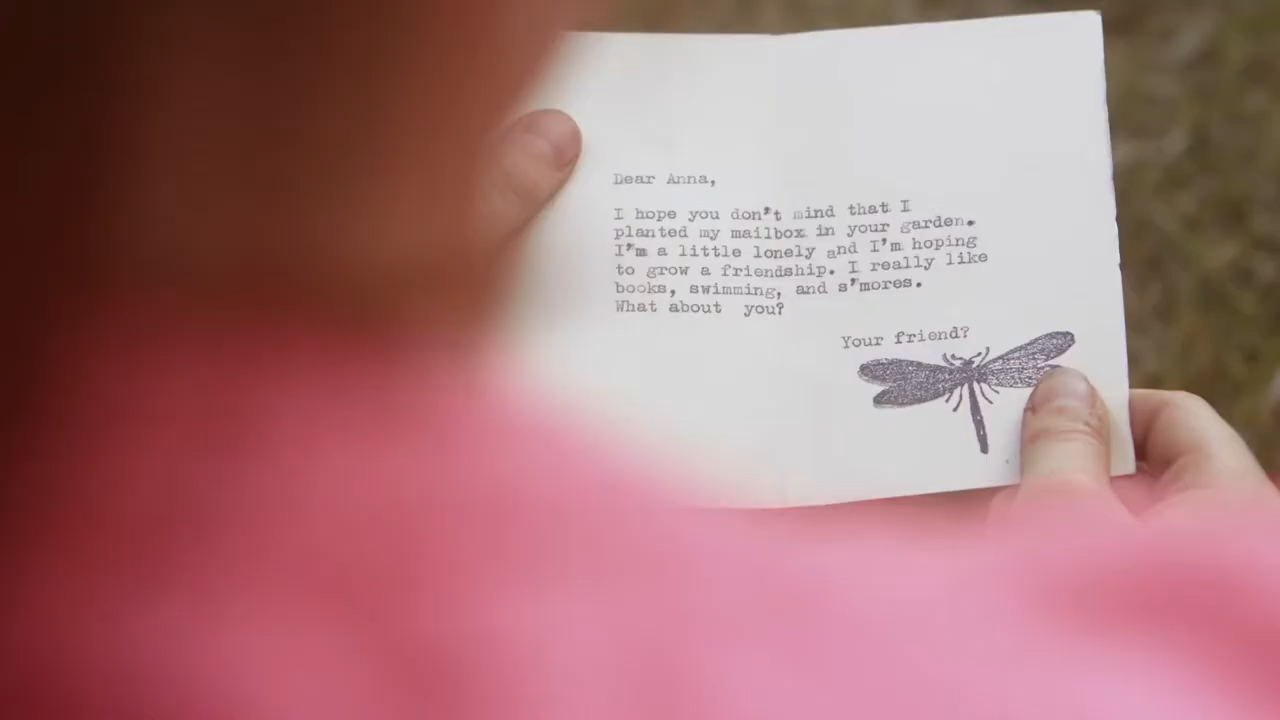 Dear Anna,
I hope you don't mind that I
planted my mailbox in your garden.
I'm a little lonely and I'm hoping
to grow a friendship. I really like
books, swimming, and s'mores.
What about you?
Your friend?